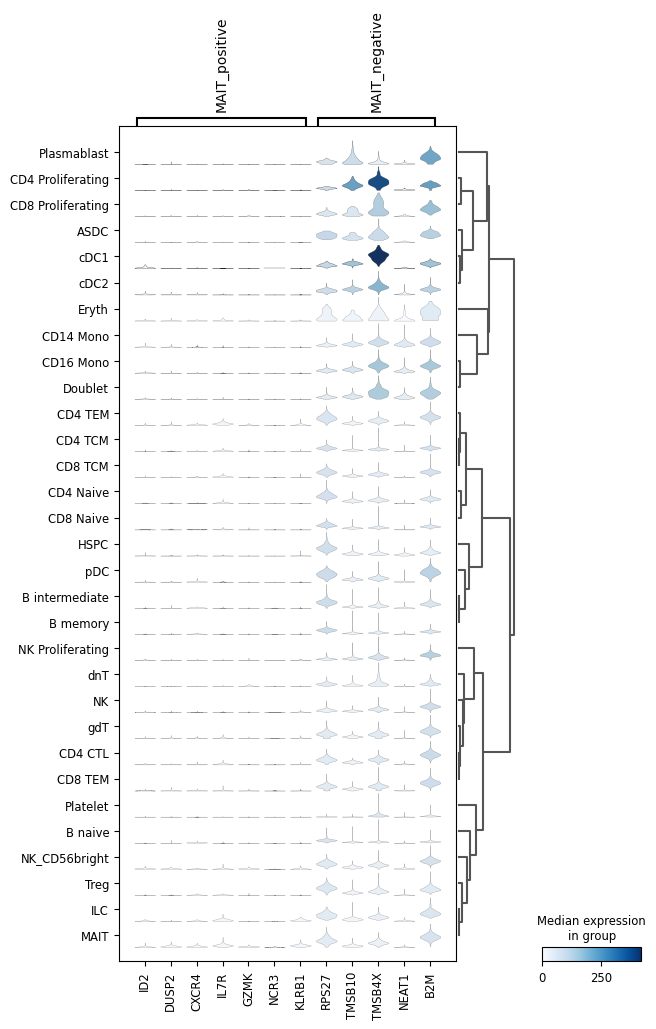 MAIT_positive
MAIT_negative
Plasmablast
CD4 Proliferating
CD8 Proliferating
ASDC
cDC1
cDC2
Eryth
CD14 Mono
CD16 Mono
Doublet
CD4 TEM
CD4 TCM
CD8 TCM
CD4 Naive
CD8 Naive
HSPC
pDC
B intermediate
B memory
NK Proliferating
dnT
NK
gdT
CD4 CTL
CD8 TEM
Platelet
B naive
NK_CD56bright
Treg
ILC
MAIT
ID2
DUSP2
CXCR4
IL7R
GZMK
NCR3
KLRB1
RPS27
TMSB10
TMSB4X
NEAT1
B2M
Median expression
in group
0
250